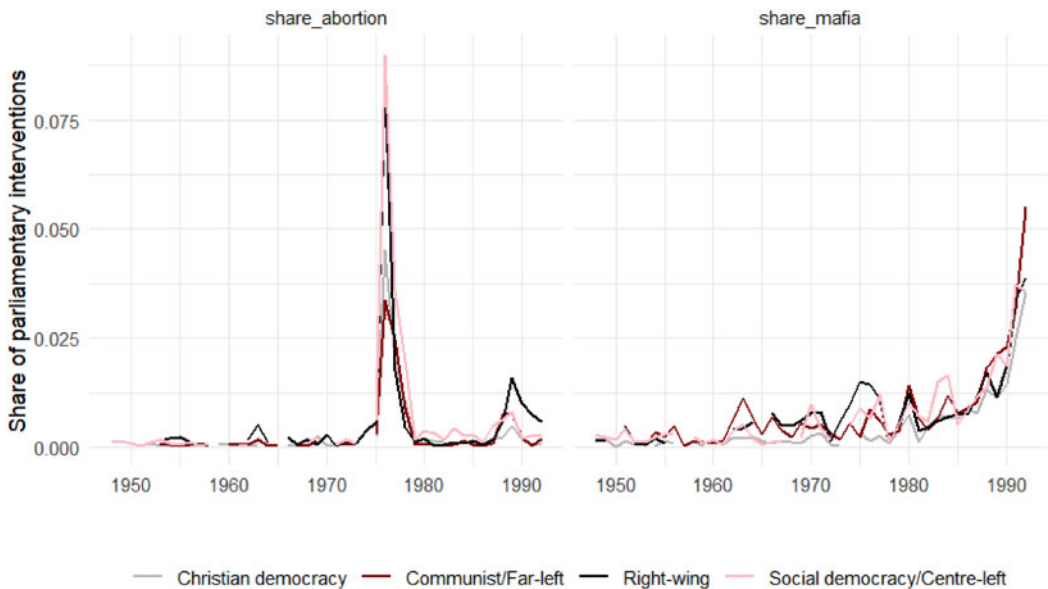 share_abortion share_mafia
Share of parliamentary interventions
0.075
0.050
0.025
0.000
1950 1960 1970 1980 1990 1950 1960 1970 1980 1990
Christian democracy Communist/Far-left Right-wing Social democracy/Centre-left